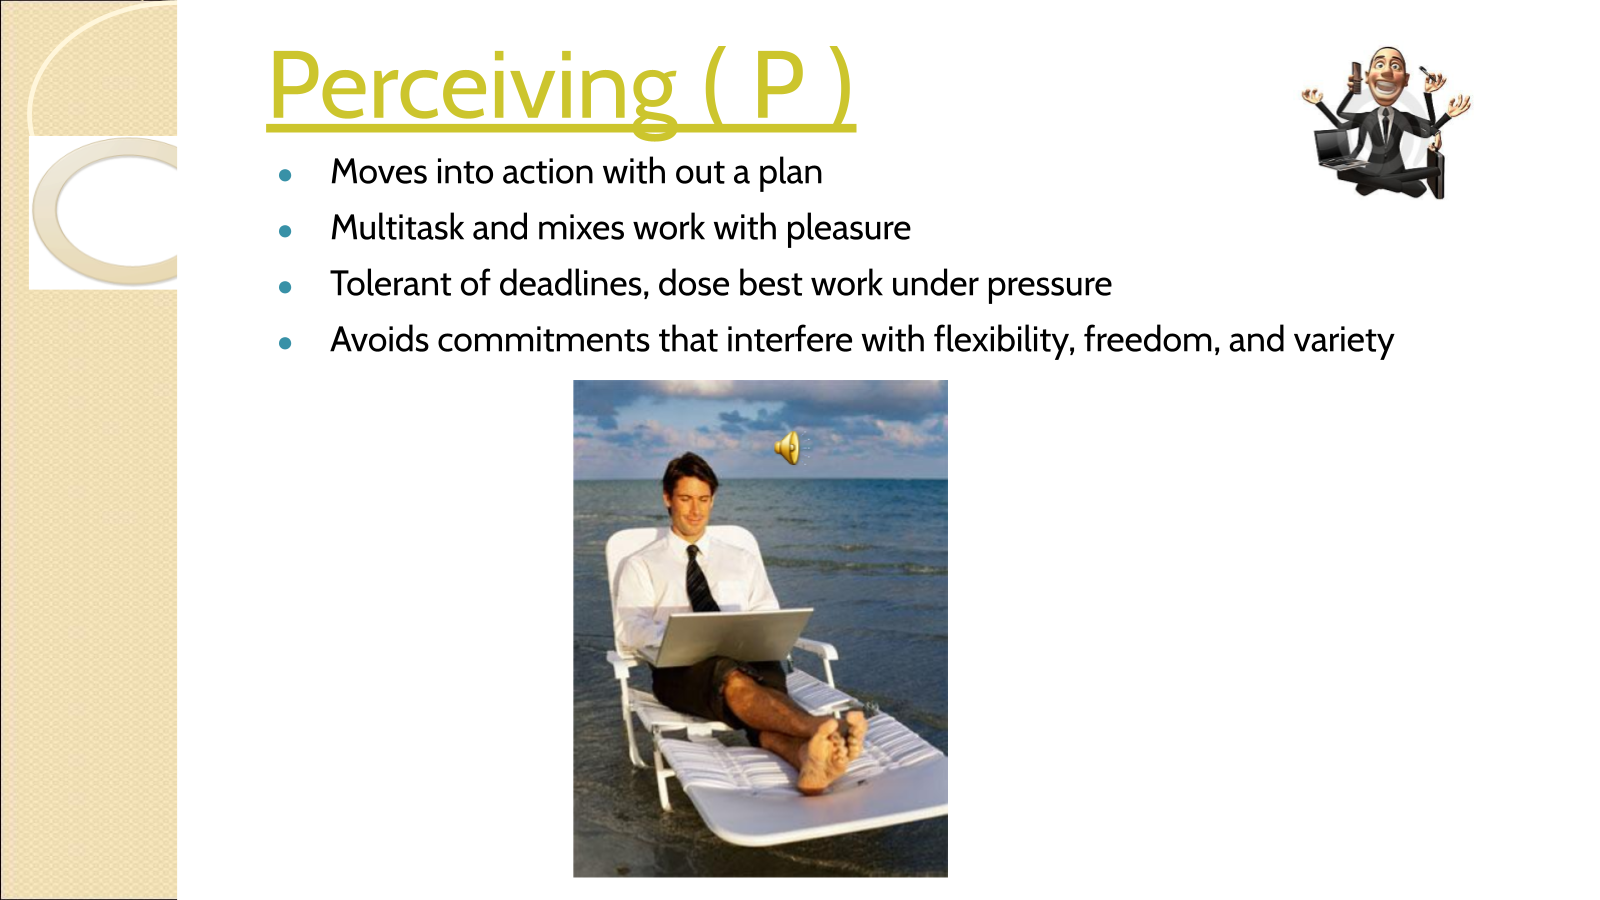 Perceiving ( P )
Moves into action with out a plan
Multitask and mixes work with pleasure
Tolerant of deadlines, dose best work under pressure
Avoids commitments that interfere with flexibility, freedom, and variety